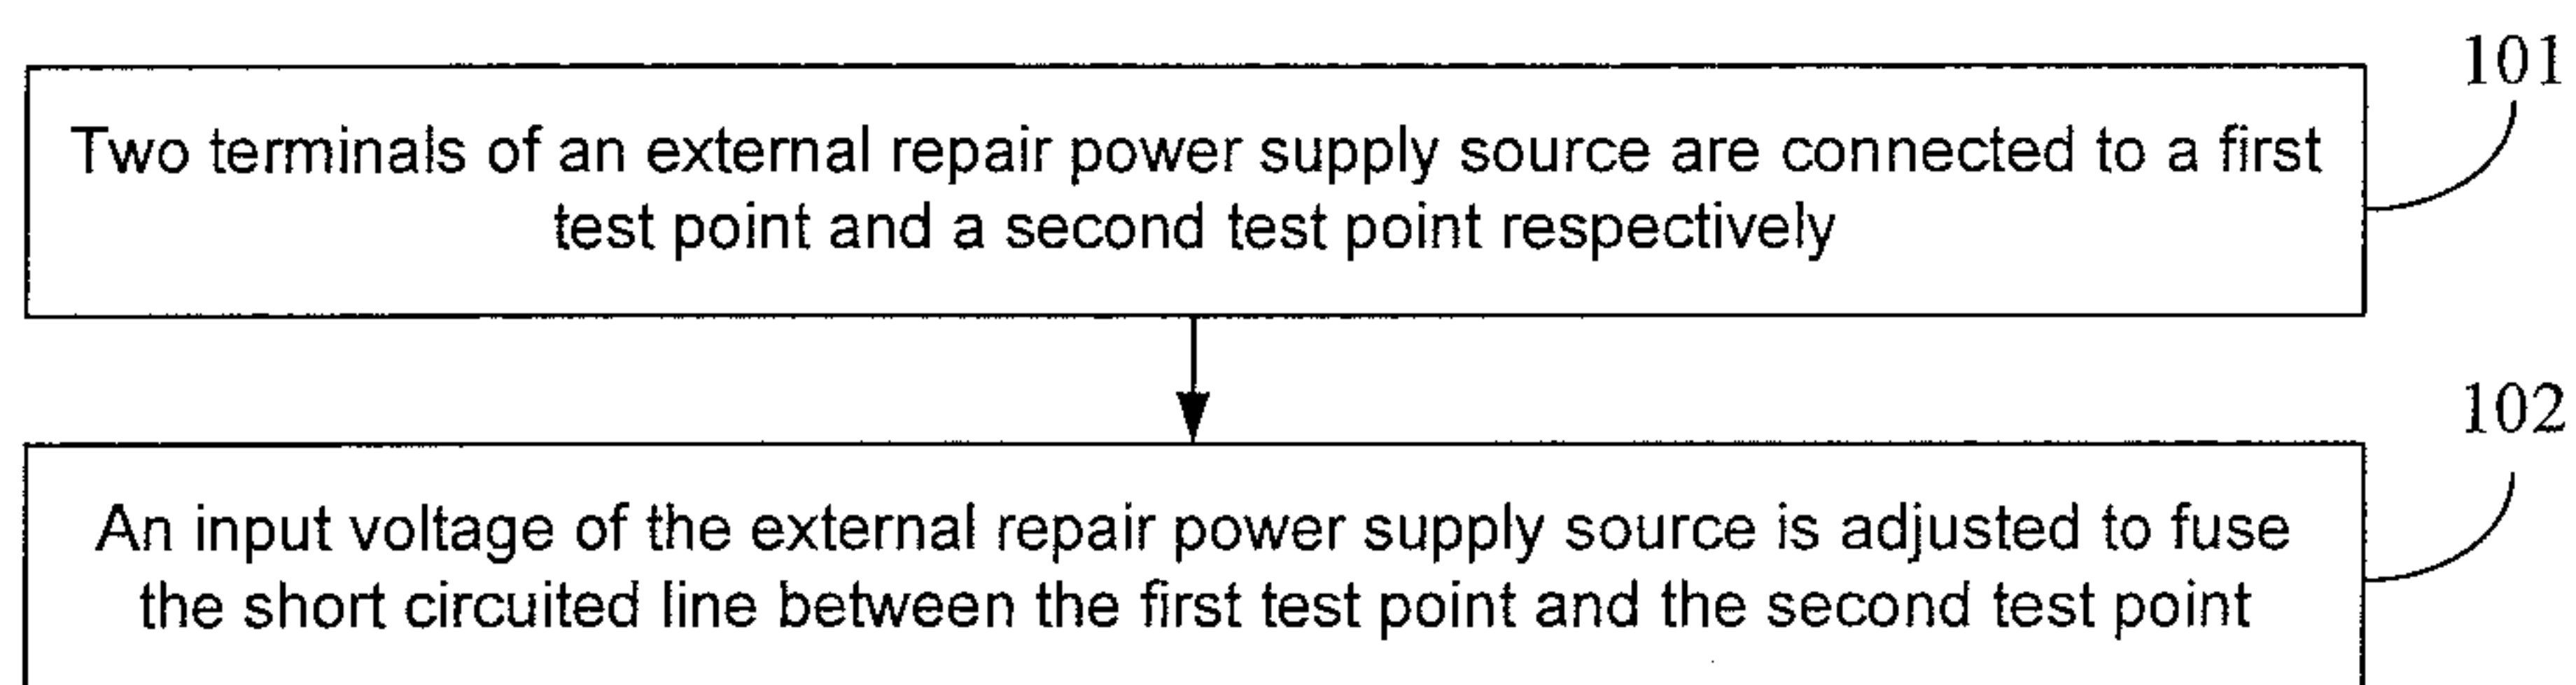 101
Two terminals of an external repair power supply source are connected to a first
test point and a second test point respectively
102
An input voltage of the external repair power supply source is adjusted to fuse
the short circuited line between the first test point and the second test point